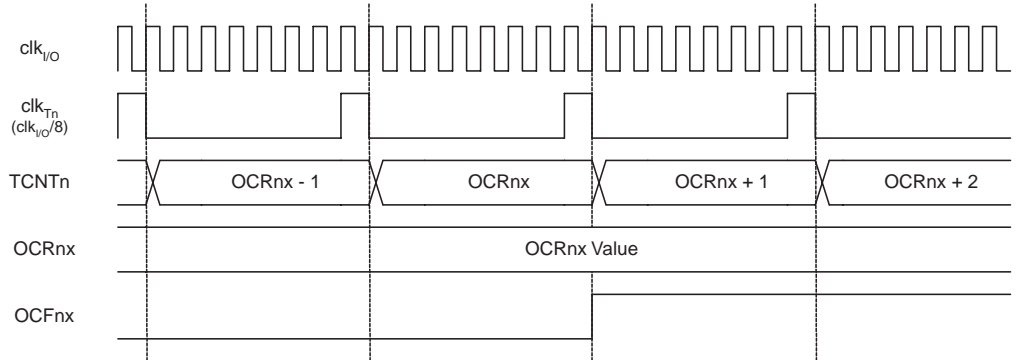 clkI/O
clkTn
(clkI/O/8)
TCNTn OCRnx - 1 OCRnx OCRnx + 1 OCRnx + 2
OCRnx OCRnx Value
OCFnx